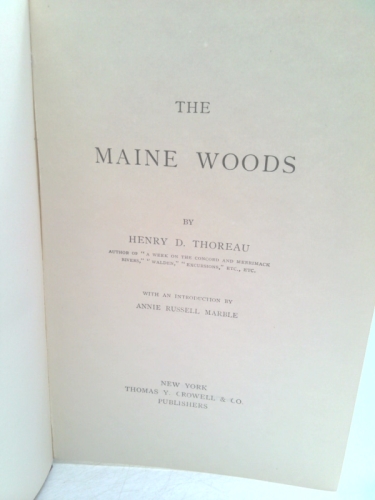 THE
MAINE WOODS
BY
HENRY D. THOREAU
AUTHOR OF "A WEEK ON THE CONCORD AND MERRIMACK
RIVERS," "WALDEN," "EXCURSIONS," ETC., ETC.
WITH AN INTRODUCTION BY
ANNIE RUSSELL MARBLE
NEW YORK
THOMAS Y. CROWELL & CO.
PUBLISHERS